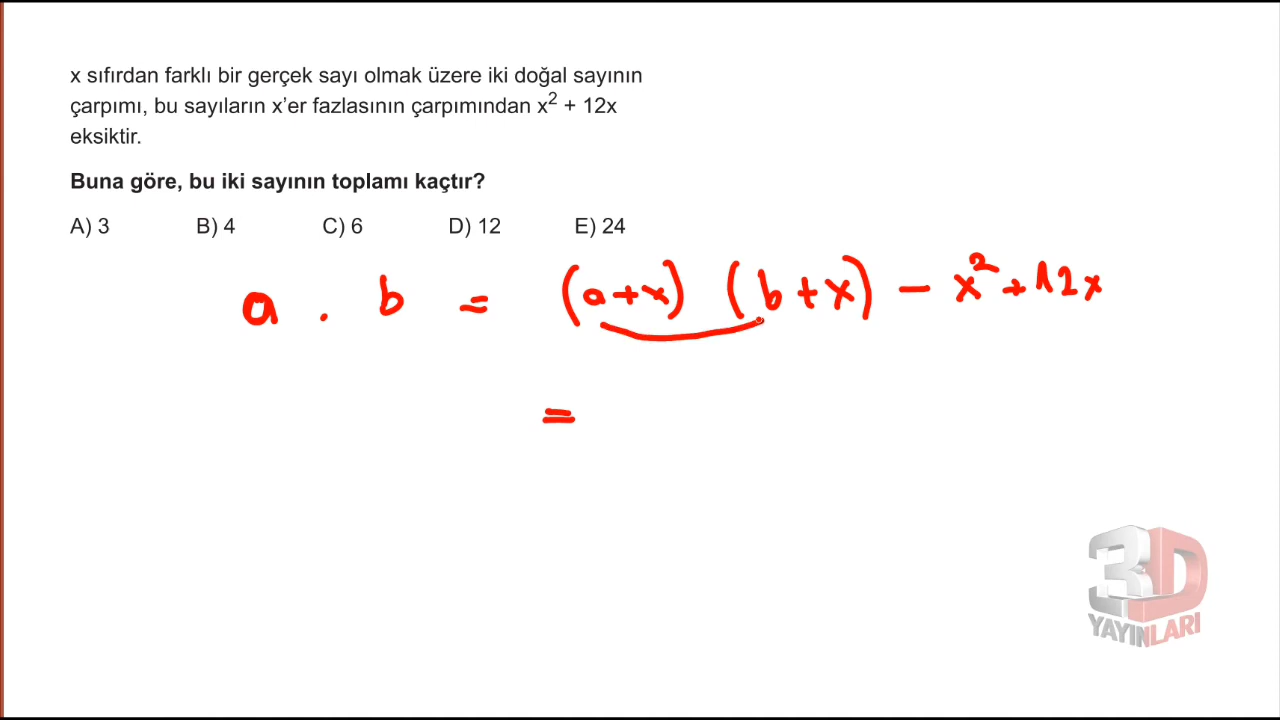 x sıfırdan farklı bir gerçek sayı olmak üzere iki doğal sayının
çarpımı, bu sayıların x’er fazlasının çarpımından x² + 12x
eksiktir.
Buna göre, bu iki sayının toplamı kaçtır?
A) 3 B) 4 C) 6 D) 12 E) 24
a . b = (a+x) (b+x) - x²+12x
=
3D
YAYINLARI